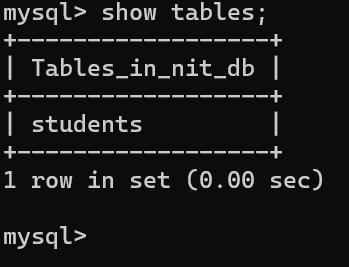 mysql> show tables;
+------------------+
| Tables_in_nit_db |
+------------------+
| students         |
+------------------+
1 row in set (0.00 sec)
mysql>